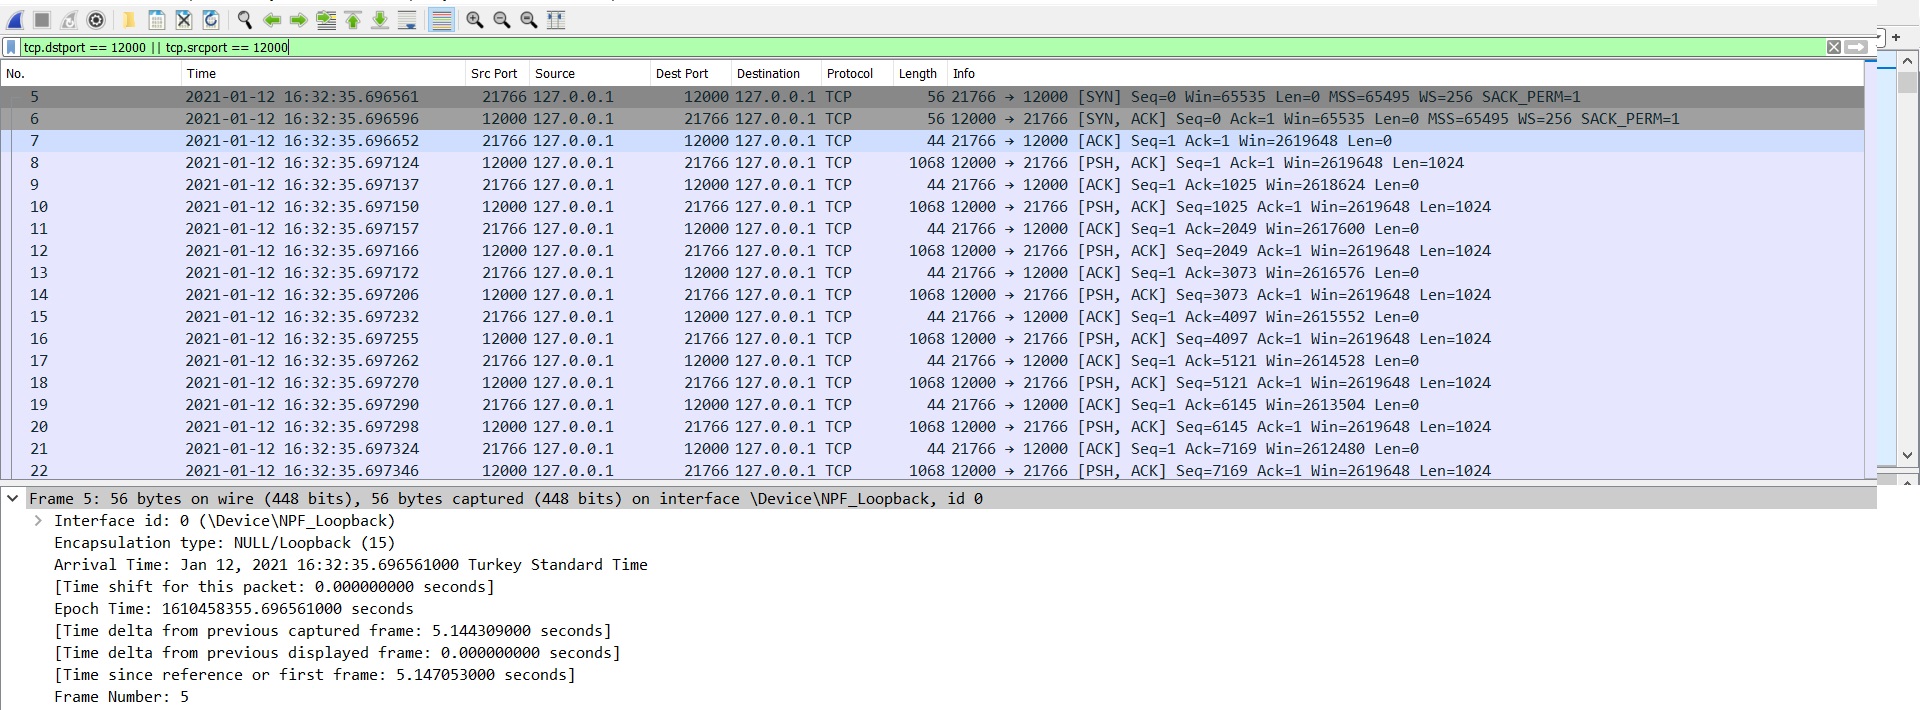 tcp.dstport == 12000 || tcp.srcport == 12000
No. Time Src Port Source Dest Port Destination Protocol Length Info
5 2021-01-12 16:32:35.696561 21766 127.0.0.1 12000 127.0.0.1 TCP 56 21766 → 12000 [SYN] Seq=0 Win=65535 Len=0 MSS=65495 WS=256 SACK_PERM=1
6 2021-01-12 16:32:35.696596 12000 127.0.0.1 21766 127.0.0.1 TCP 56 12000 → 21766 [SYN, ACK] Seq=0 Ack=1 Win=65535 Len=0 MSS=65495 WS=256 SACK_PERM=1
7 2021-01-12 16:32:35.696652 21766 127.0.0.1 12000 127.0.0.1 TCP 44 21766 → 12000 [ACK] Seq=1 Ack=1 Win=2619648 Len=0
8 2021-01-12 16:32:35.697124 12000 127.0.0.1 21766 127.0.0.1 TCP 1068 12000 → 21766 [PSH, ACK] Seq=1 Ack=1 Win=2619648 Len=1024
9 2021-01-12 16:32:35.697137 21766 127.0.0.1 12000 127.0.0.1 TCP 44 21766 → 12000 [ACK] Seq=1 Ack=1025 Win=2618624 Len=0
10 2021-01-12 16:32:35.697150 12000 127.0.0.1 21766 127.0.0.1 TCP 1068 12000 → 21766 [PSH, ACK] Seq=1025 Ack=1 Win=2619648 Len=1024
11 2021-01-12 16:32:35.697157 21766 127.0.0.1 12000 127.0.0.1 TCP 44 21766 → 12000 [ACK] Seq=1 Ack=2049 Win=2617600 Len=0
12 2021-01-12 16:32:35.697166 12000 127.0.0.1 21766 127.0.0.1 TCP 1068 12000 → 21766 [PSH, ACK] Seq=2049 Ack=1 Win=2619648 Len=1024
13 2021-01-12 16:32:35.697172 21766 127.0.0.1 12000 127.0.0.1 TCP 44 21766 → 12000 [ACK] Seq=1 Ack=3073 Win=2616576 Len=0
14 2021-01-12 16:32:35.697206 12000 127.0.0.1 21766 127.0.0.1 TCP 1068 12000 → 21766 [PSH, ACK] Seq=3073 Ack=1 Win=2619648 Len=1024
15 2021-01-12 16:32:35.697232 21766 127.0.0.1 12000 127.0.0.1 TCP 44 21766 → 12000 [ACK] Seq=1 Ack=4097 Win=2615552 Len=0
16 2021-01-12 16:32:35.697255 12000 127.0.0.1 21766 127.0.0.1 TCP 1068 12000 → 21766 [PSH, ACK] Seq=4097 Ack=1 Win=2619648 Len=1024
17 2021-01-12 16:32:35.697262 21766 127.0.0.1 12000 127.0.0.1 TCP 44 21766 → 12000 [ACK] Seq=1 Ack=5121 Win=2614528 Len=0
18 2021-01-12 16:32:35.697270 12000 127.0.0.1 21766 127.0.0.1 TCP 1068 12000 → 21766 [PSH, ACK] Seq=5121 Ack=1 Win=2619648 Len=1024
19 2021-01-12 16:32:35.697290 21766 127.0.0.1 12000 127.0.0.1 TCP 44 21766 → 12000 [ACK] Seq=1 Ack=6145 Win=2613504 Len=0
20 2021-01-12 16:32:35.697298 12000 127.0.0.1 21766 127.0.0.1 TCP 1068 12000 → 21766 [PSH, ACK] Seq=6145 Ack=1 Win=2619648 Len=1024
21 2021-01-12 16:32:35.697324 21766 127.0.0.1 12000 127.0.0.1 TCP 44 21766 → 12000 [ACK] Seq=1 Ack=7169 Win=2612480 Len=0
22 2021-01-12 16:32:35.697346 12000 127.0.0.1 21766 127.0.0.1 TCP 1068 12000 → 21766 [PSH, ACK] Seq=7169 Ack=1 Win=2619648 Len=1024
Frame 5: 56 bytes on wire (448 bits), 56 bytes captured (448 bits) on interface \Device\NPF_Loopback, id 0
Interface id: 0 (\Device\NPF_Loopback)
Encapsulation type: NULL/Loopback (15)
Arrival Time: Jan 12, 2021 16:32:35.696561000 Turkey Standard Time
[Time shift for this packet: 0.000000000 seconds]
Epoch Time: 1610458355.696561000 seconds
[Time delta from previous captured frame: 5.144309000 seconds]
[Time delta from previous displayed frame: 0.000000000 seconds]
[Time since reference or first frame: 5.147053000 seconds]
Frame Number: 5